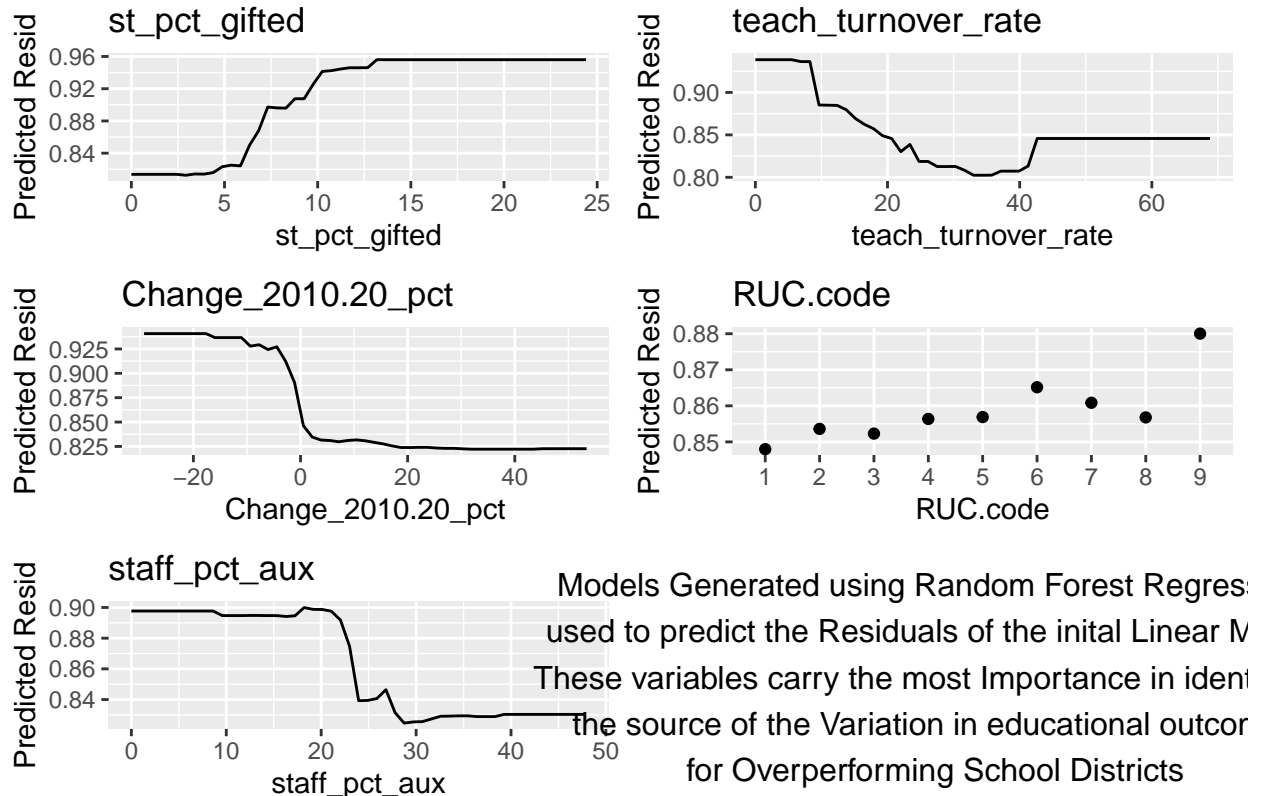 st_pct_gifted
Predicted Resid
0.96
0.92
0.88
0.84
0 5 10 15 20 25
st_pct_gifted
teach_turnover_rate
Predicted Resid
0.90
0.85
0.80
0 20 40 60
teach_turnover_rate
Change_2010.20_pct
Predicted Resid
0.925
0.900
0.875
0.850
0.825
−20 0 20 40
Change_2010.20_pct
RUC.code
Predicted Resid
0.88
0.87
0.86
0.85
1 2 3 4 5 6 7 8 9
RUC.code
staff_pct_aux
Predicted Resid
0.90
0.88
0.86
0.84
0 10 20 30 40 50
staff_pct_aux
Models Generated using Random Forest Regress
used to predict the Residuals of the inital Linear M
These variables carry the most Importance in ident
the source of the Variation in educational outcor
for Overperforming School Districts